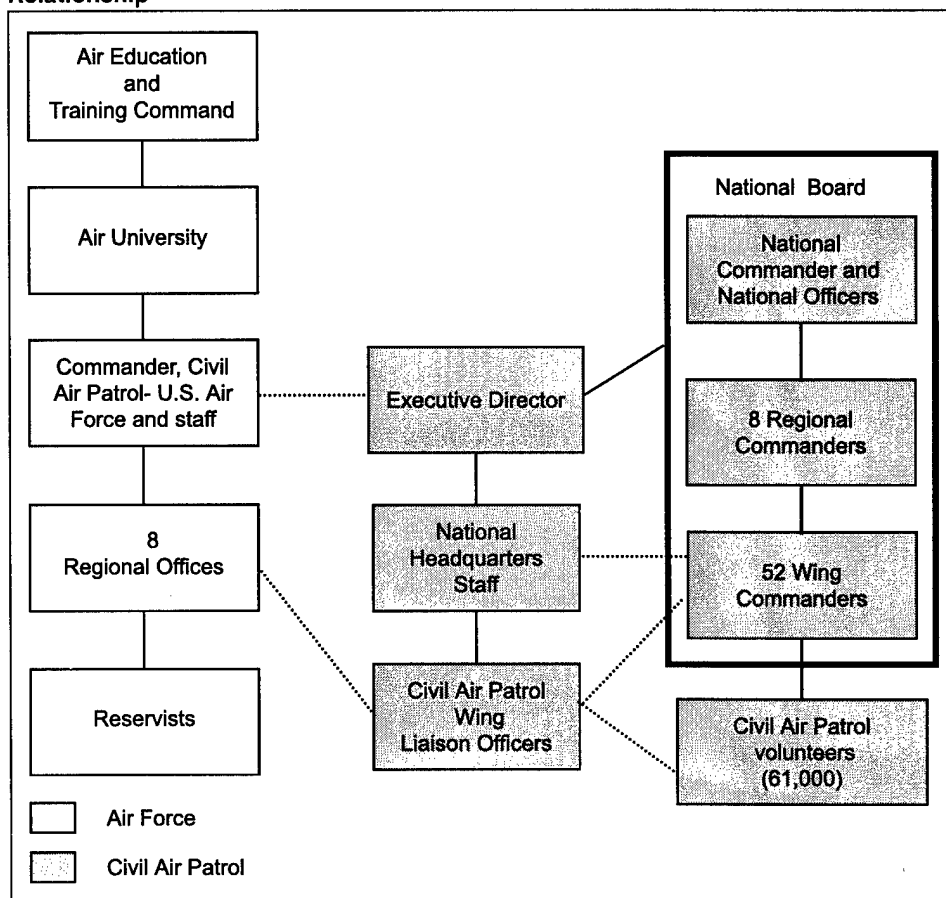 Relationship
Air Education
and
Training Command
Air University
Commander, Civil
Air Patrol- U.S. Air
Force and staff
8
Regional Offices
Reservists
Executive Director
National
Headquarters
Staff
Civil Air Patrol
Wing
Liaison Officers
National Board
National
Commander and
National Officers
8 Regional
Commanders
52 Wing
Commanders
Civil Air Patrol
volunteers
(61,000)
Air Force
Civil Air Patrol